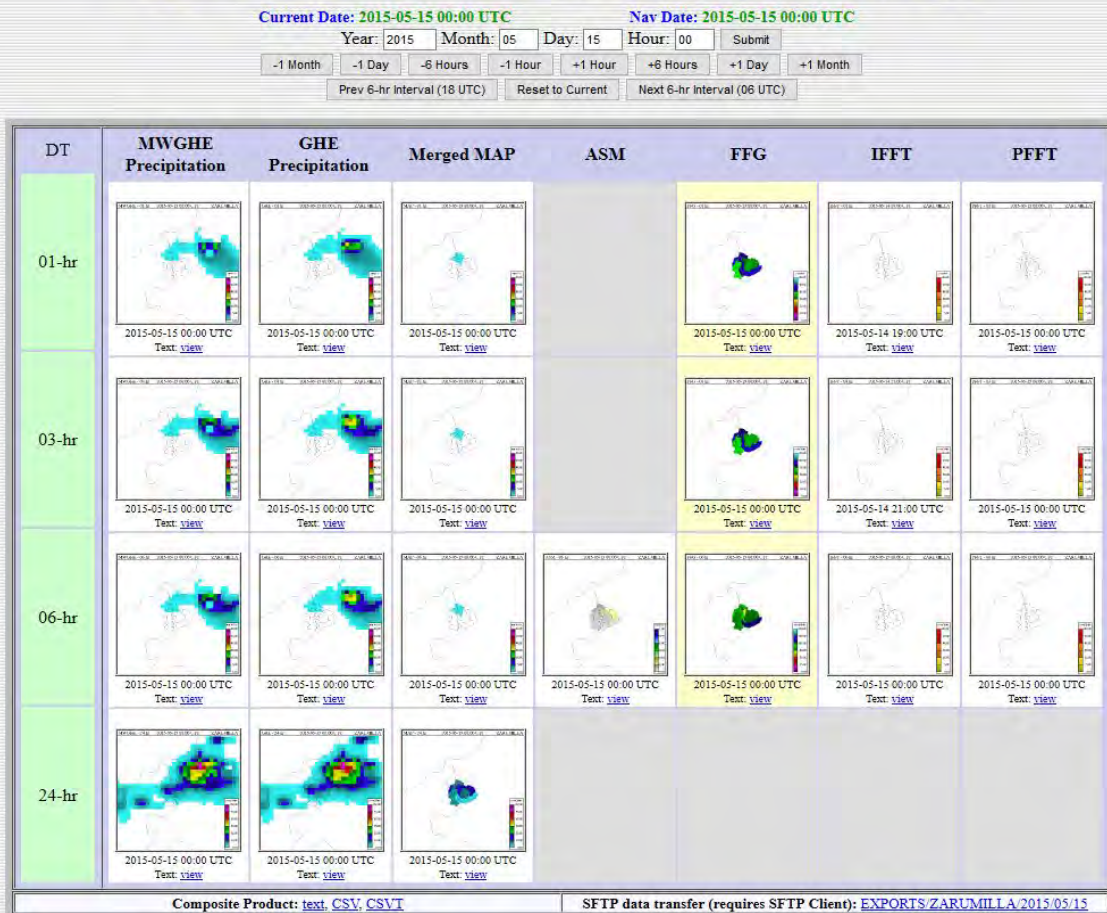 Current Date: 2015-05-15 00:00 UTC Nav Date: 2015-05-15 00:00 UTC
Year: 2015 Month: 05 Day: 15 Hour: 00 Submit
-1 Month -1 Day -6 Hours -1 Hour +1 Hour +6 Hours +1 Day +1 Month
Prev 6-hr Interval (18 UTC) Reset to Current Next 6-hr Interval (06 UTC)
DT MWGHE Precipitation GHE Precipitation Merged MAP ASM FFG IFFT PFFT
01-hr
2015-05-15 00:00 UTC 2015-05-15 00:00 UTC 2015-05-15 00:00 UTC 2015-05-15 00:00 UTC 2015-05-14 19:00 UTC 2015-05-15 00:00 UTC
Text: view Text: view Text: view Text: view Text: view Text: view
03-hr
2015-05-15 00:00 UTC 2015-05-15 00:00 UTC 2015-05-15 00:00 UTC 2015-05-15 00:00 UTC 2015-05-14 21:00 UTC 2015-05-15 00:00 UTC
Text: view Text: view Text: view Text: view Text: view Text: view
06-hr
2015-05-15 00:00 UTC 2015-05-15 00:00 UTC 2015-05-15 00:00 UTC 2015-05-15 00:00 UTC 2015-05-15 00:00 UTC 2015-05-15 00:00 UTC 2015-05-15 00:00 UTC
Text: view Text: view Text: view Text: view Text: view Text: view Text: view
24-hr
2015-05-15 00:00 UTC 2015-05-15 00:00 UTC 2015-05-15 00:00 UTC
Text: view Text: view Text: view
Composite Product: text, CSV, CSVT SFTP data transfer (requires SFTP Client): EXPORTS/ZARUMILLA/2015/05/15